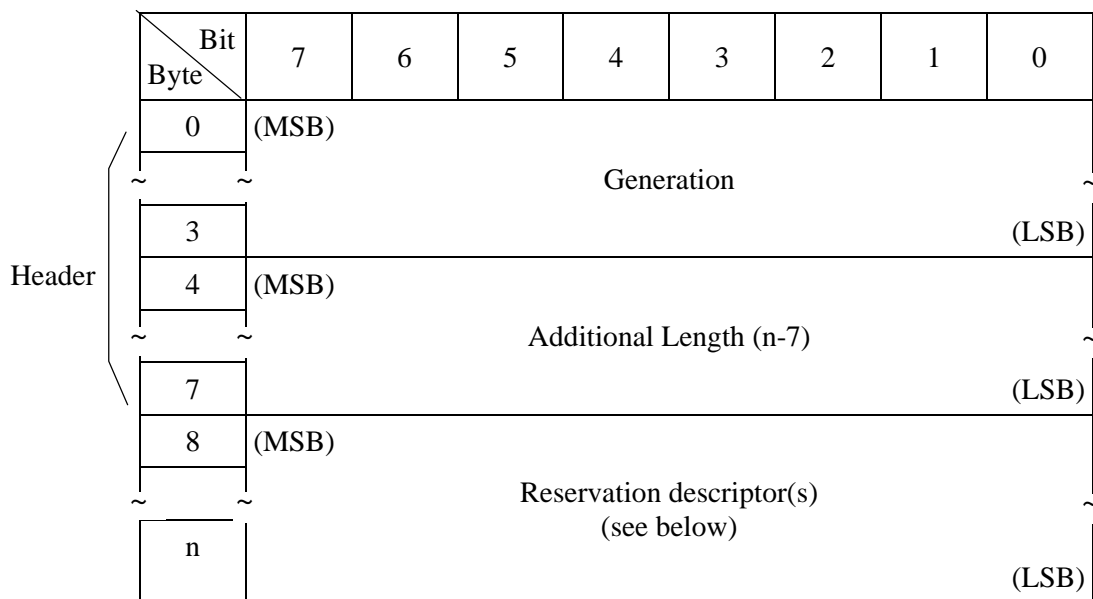 Bit
Byte
7 6 5 4 3 2 1 0
0 (MSB)
~ ~ Generation ~
3 (LSB)
Header
4 (MSB)
~ ~ Additional Length (n-7) ~
7 (LSB)
8 (MSB)
~ ~ Reservation descriptor(s) ~
(see below)
n
(LSB)